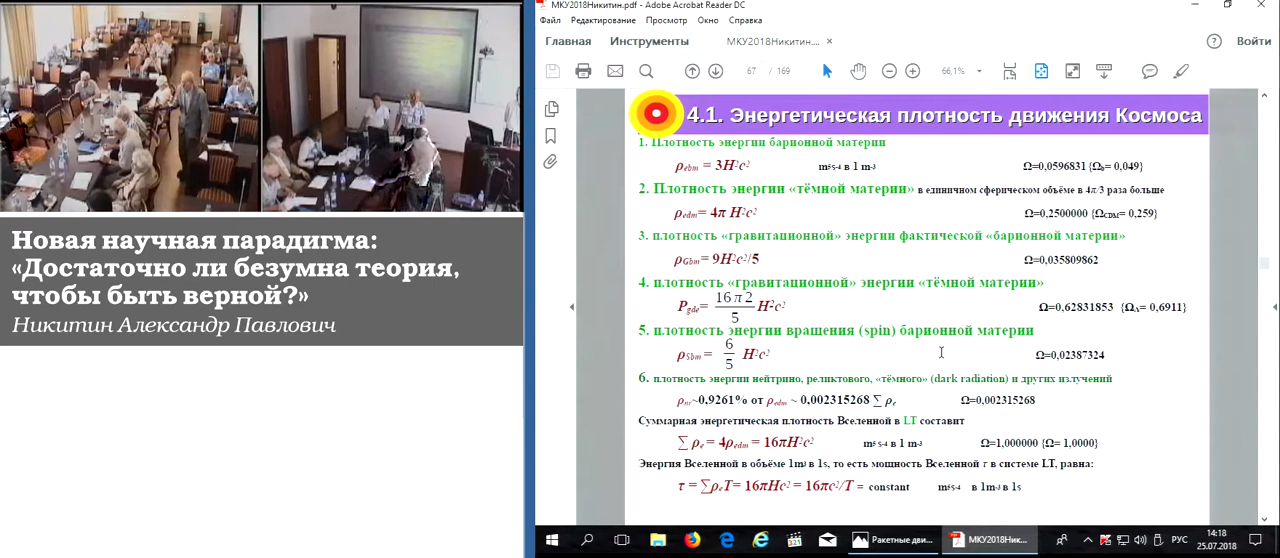 МКУ2018Никитин.pdf - Adobe Acrobat Reader DC
Файл Редактирование Просмотр Окно Справка
Главная Инструменты МКУ2018Никитин.... ×
Войти
67 / 169 66,1%
4.1. Энергетическая плотность движения Космоса
1. Плотность энергии барионной материи
ρebm = 3H²c² m5s-4 в 1 m-3 Ω=0,0596831 {Ωb= 0,049}
2. Плотность энергии «тёмной материи» в единичном сферическом объёме в 4π/3 раза больше
ρedm= 4π H²c² Ω=0,2500000 {ΩCDM= 0,259}
3. плотность «гравитационной» энергии фактической «барионной материи»
ρGbm= 9H²c²/5 Ω=0,035809862
4. плотность «гравитационной» энергии «тёмной материи»
Pgde= 16 π 2/5 H²c² Ω=0,62831853 {ΩΛ= 0,6911}
5. плотность энергии вращения (spin) барионной материи
ρSbm = 6/5 H²c² Ω=0,02387324
6. плотность энергии нейтрино, реликтового, «тёмного» (dark radiation) и других излучений
ρnr~0,9261% от ρedm ~ 0,002315268 ∑ ρe Ω=0,002315268
Суммарная энергетическая плотность Вселенной в LT составит
∑ ρe = 4ρedm = 16πH²c² m5s-4 в 1 m-3 Ω=1,000000 {Ω= 1,0000}
Энергия Вселенной в объёме 1m3 в 1s, то есть мощность Вселенной τ в системе LT, равна:
τ = ∑ρeT= 16πHc² = 16πc²/T = constant m5s-4 в 1m-3 в 1s
Новая научная парадигма:
«Достаточно ли безумна теория,
чтобы быть верной?»
Никитин Александр Павлович
Ракетные дви...
МКУ2018Ник...
РУС
14:18
25.07.2018